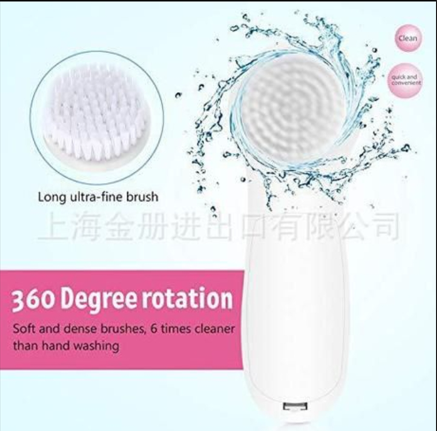 Clean
quick and
convenient
Long ultra-fine brush
上海金册进出口有限公司
360 Degree rotation
Soft and dense brushes, 6 times cleaner
than hand washing